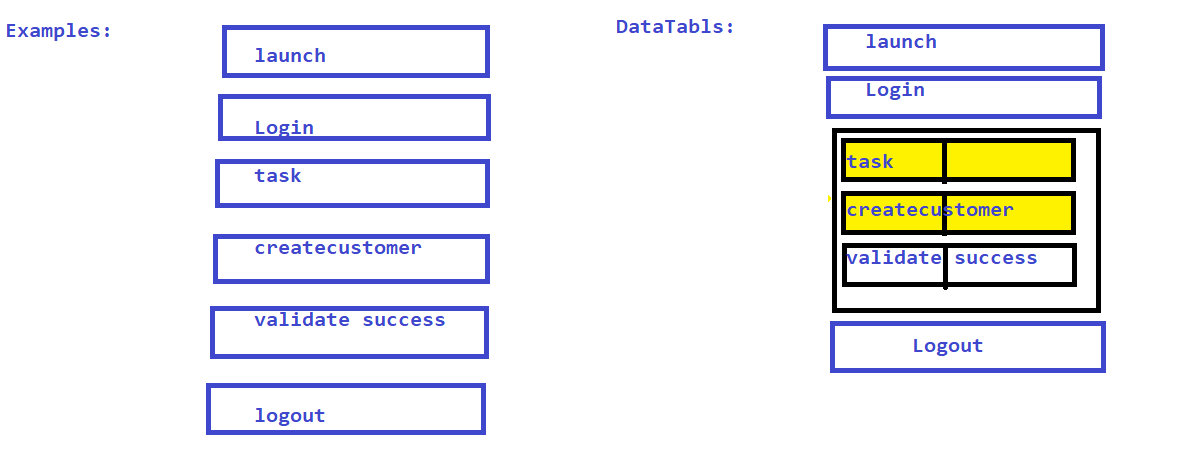 Examples:
launch
Login
task
createcustomer
validate success
logout
DataTabls:
launch
Login
task
createcustomer
validate success
Logout